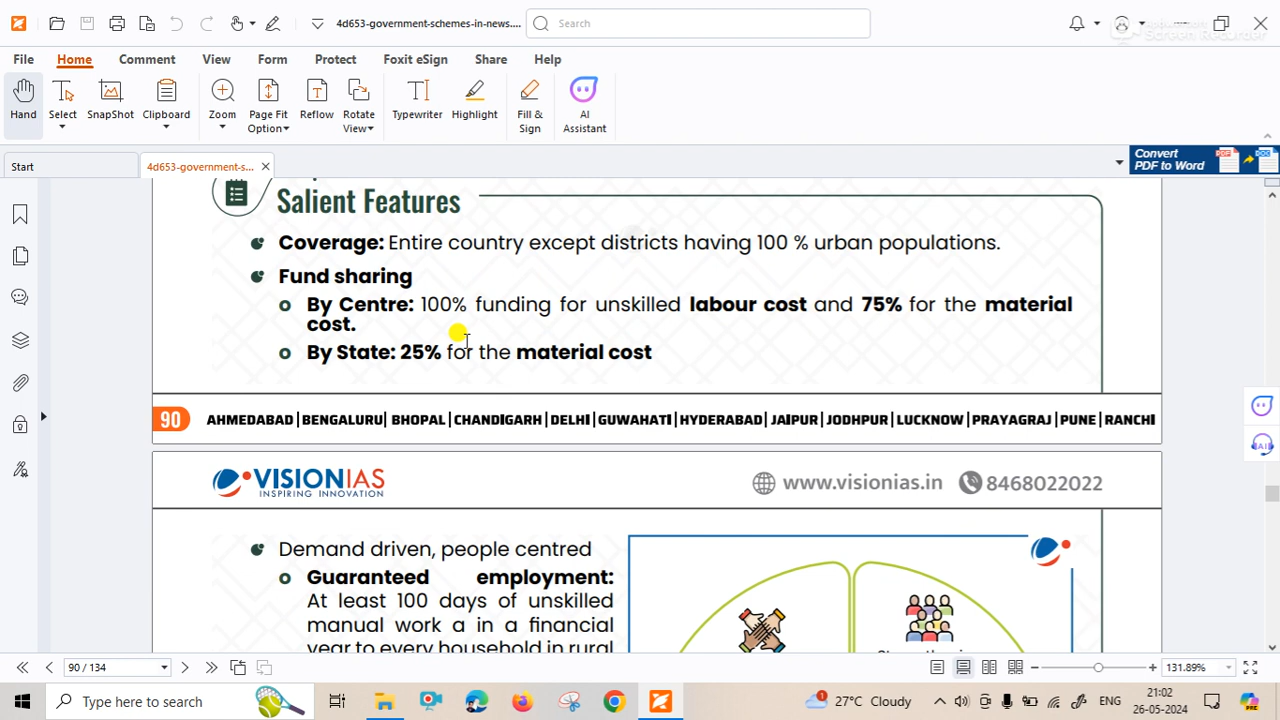 4d653-government-schemes-in-news....
Search
File
Home
Comment
View
Form
Protect
Foxit eSign
Share
Help
Hand
Select
SnapShot
Clipboard
Zoom
Page Fit Option
Reflow
Rotate View
Typewriter
Highlight
Fill & Sign
AI Assistant
Start
4d653-government-s...
Convert
PDF to Word
Salient Features
Coverage: Entire country except districts having 100 % urban populations.
Fund sharing
By Centre: 100% funding for unskilled labour cost and 75% for the material
cost.
By State: 25% for the material cost
90
AHMEDABAD | BENGALURU | BHOPAL | CHANDIGARH | DELHI | GUWAHATI | HYDERABAD | JAIPUR | JODHPUR | LUCKNOW | PRAYAGRAJ | PUNE | RANCHI
VISIONIAS
INSPIRING INNOVATION
www.visionias.in
8468022022
Demand driven, people centred
Guaranteed employment:
At least 100 days of unskilled
manual work a in a financial
year to every household in rural
90 / 134
131.89%
Type here to search
27°C Cloudy
ENG
21:02
26-05-2024